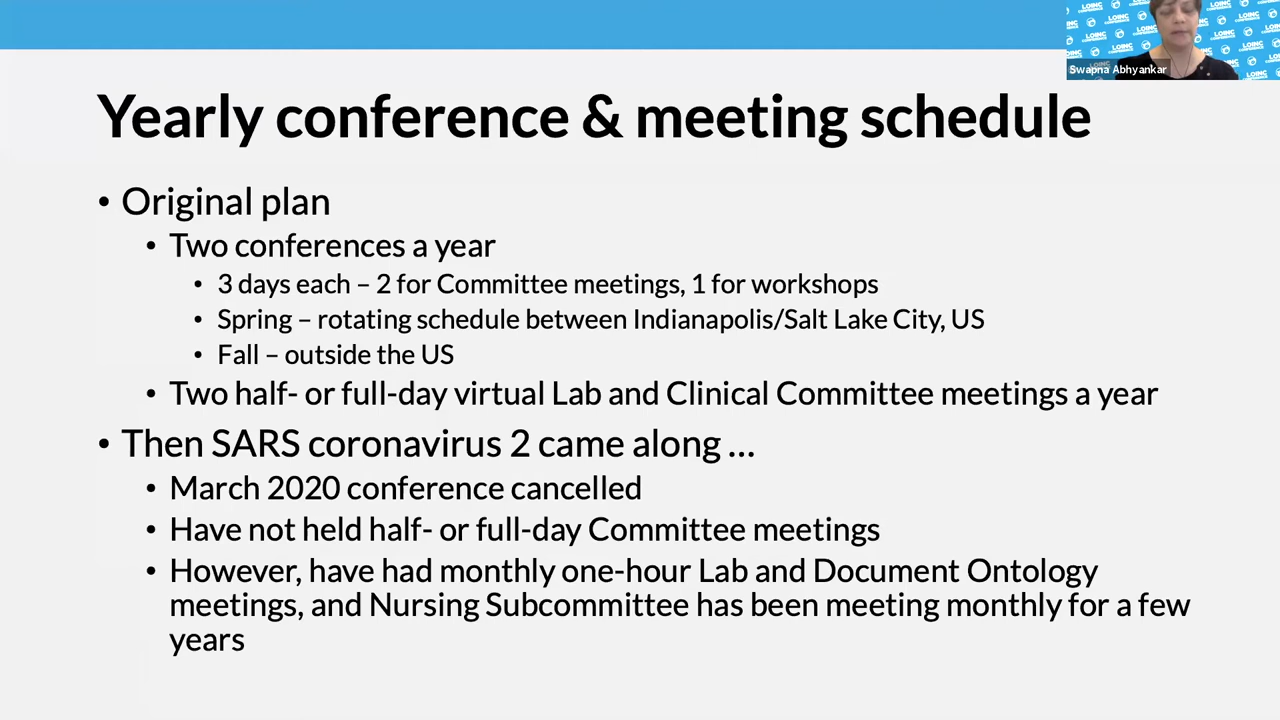 LOINC
CONFERENCE
Swapna Abhyankar
Yearly conference & meeting schedule
• Original plan
• Two conferences a year
• 3 days each – 2 for Committee meetings, 1 for workshops
• Spring – rotating schedule between Indianapolis/Salt Lake City, US
• Fall – outside the US
• Two half- or full-day virtual Lab and Clinical Committee meetings a year
• Then SARS coronavirus 2 came along ...
• March 2020 conference cancelled
• Have not held half- or full-day Committee meetings
• However, have had monthly one-hour Lab and Document Ontology
meetings, and Nursing Subcommittee has been meeting monthly for a few
years